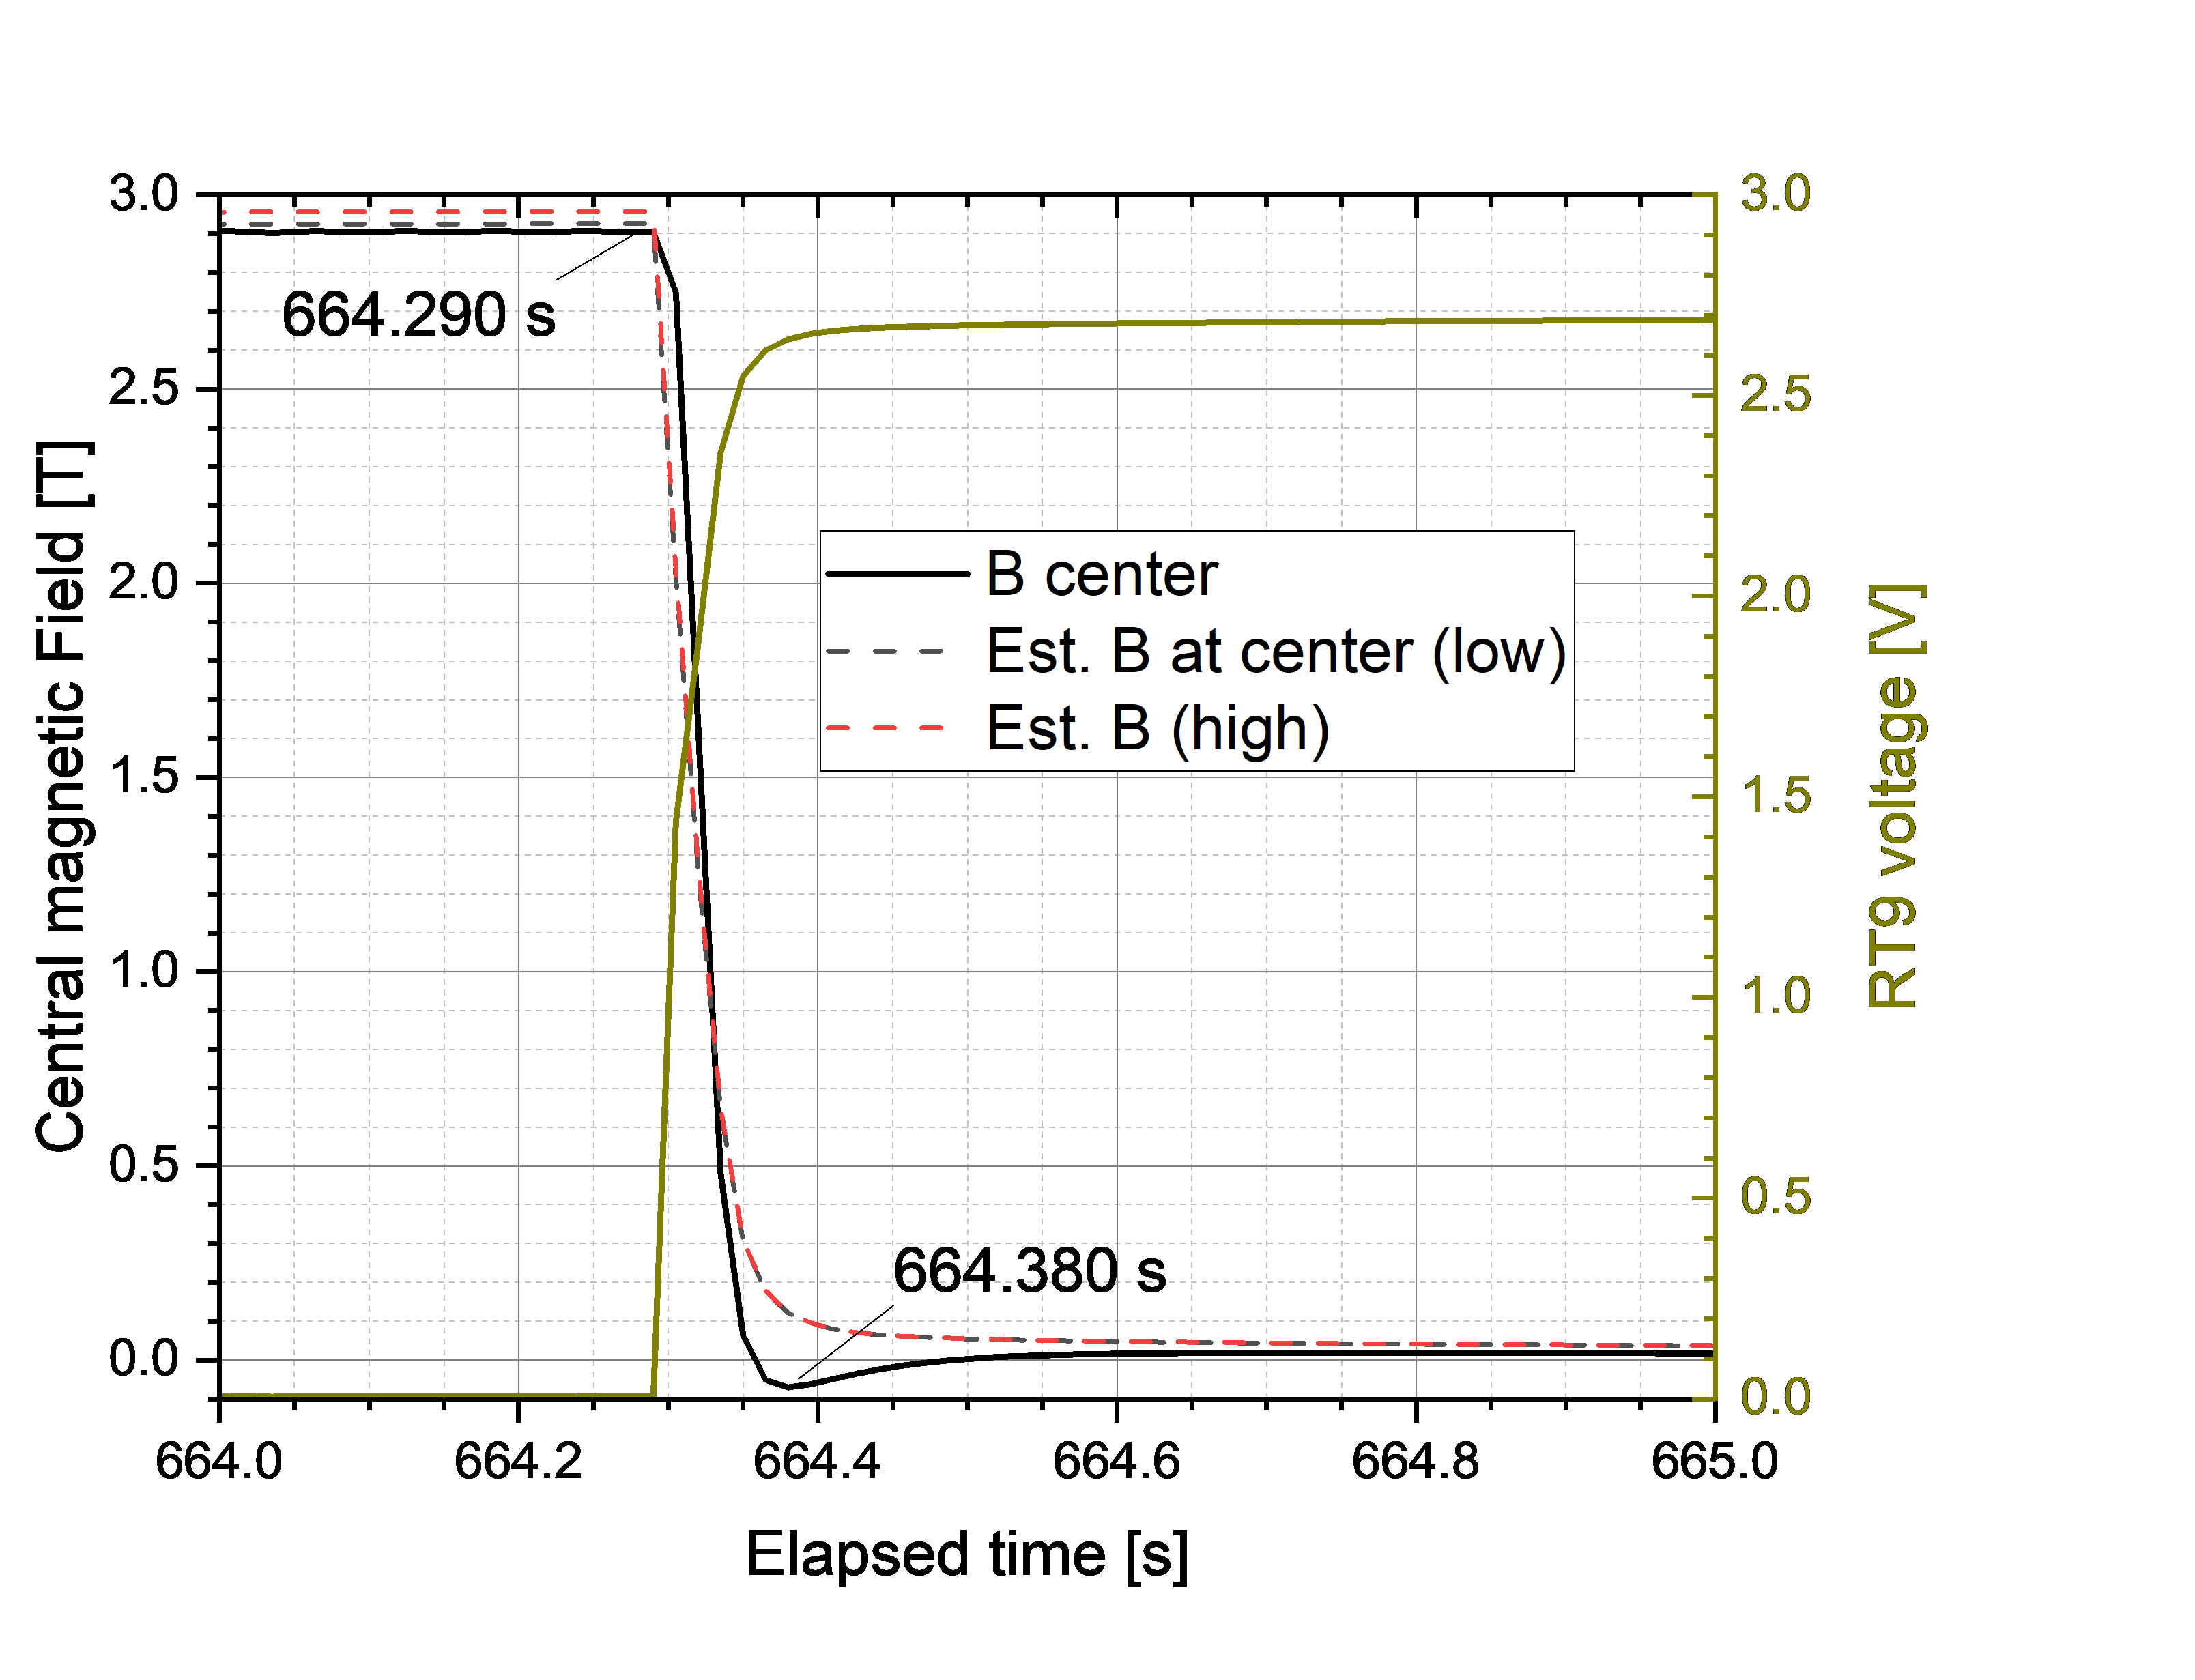 3.0
2.5
2.0
1.5
1.0
0.5
0.0
Central magnetic Field [T]
664.290 s
B center
Est. B at center (low)
Est. B (high)
664.380 s
3.0
2.5
2.0
1.5
1.0
0.5
0.0
RT9 voltage [V]
664.0 664.2 664.4 664.6 664.8 665.0
Elapsed time [s]